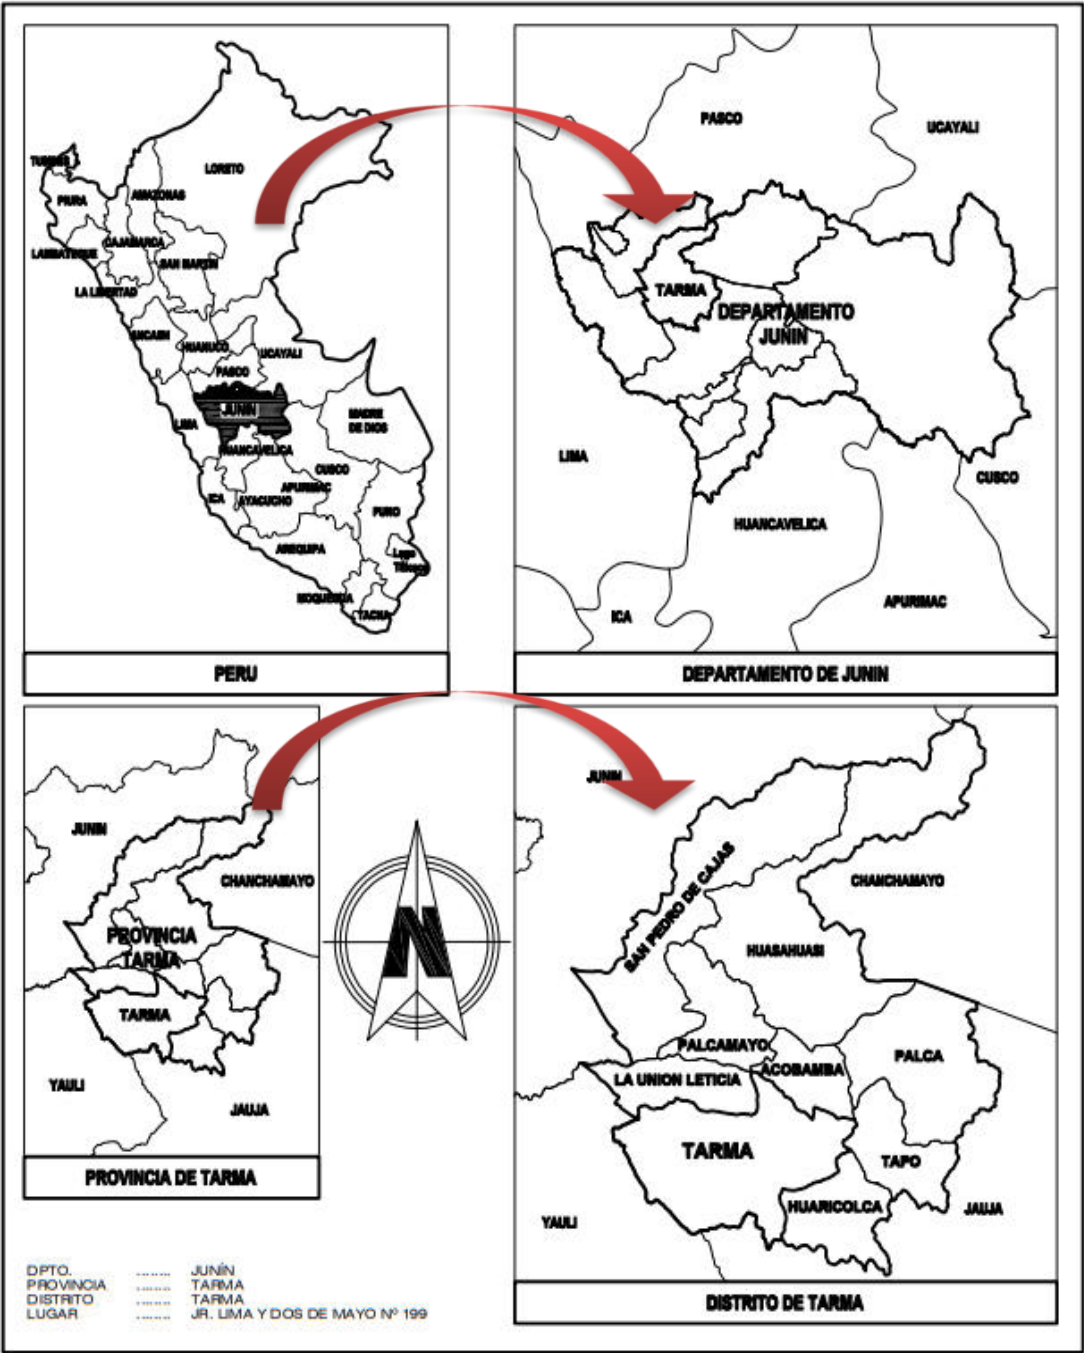 TUMBES
LORETO
PIURA
AMAZONAS
LAMBAYEQUE
CAJAMARCA
SAN MARTIN
LA LIBERTAD
ANCASH
HUANUCO
UCAYALI
PASCO
JUNIN
LIMA
MADRE
DE DIOS
HUANCAVELICA
CUSCO
ICA
AYACUCHO
APURIMAC
PUNO
AREQUIPA
Lago
Titicaca
MOQUEGUA
TACNA
PERU
PASCO
UCAYALI
TARMA
DEPARTAMENTO
JUNIN
LIMA
CUSCO
HUANCAVELICA
ICA
APURIMAC
DEPARTAMENTO DE JUNIN
JUNIN
CHANCHAMAYO
PROVINCIA
TARMA
TARMA
YAULI
JAUJA
PROVINCIA DE TARMA
N
JUNIN
SAN PEDRO DE CAJAS
CHANCHAMAYO
HUASAHUASI
PALCAMAYO
ACOBAMBA
PALCA
LA UNION LETICIA
TARMA
TAPO
HUARICOLCA
YAULI
JAUJA
DISTRITO DE TARMA
DPTO. ........ JUNÍN
PROVINCIA ........ TARMA
DISTRITO ........ TARMA
LUGAR ........ JR. LIMA Y DOS DE MAYO Nº 199